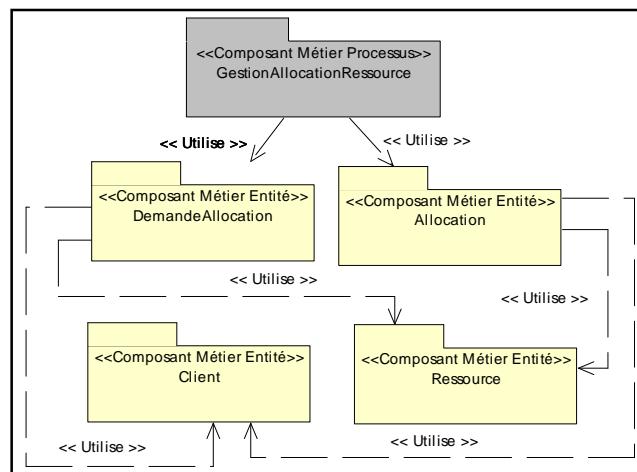 <<Composant Métier Processus>>
GestionAllocationRessource
<< Utilise >>
<< Utilise >>
<<Composant Métier Entité>>
DemandeAllocation
<<Composant Métier Entité>>
Allocation
<< Utilise >>
<< Utilise >>
<<Composant Métier Entité>>
Client
<<Composant Métier Entité>>
Ressource
<< Utilise >>
<< Utilise >>